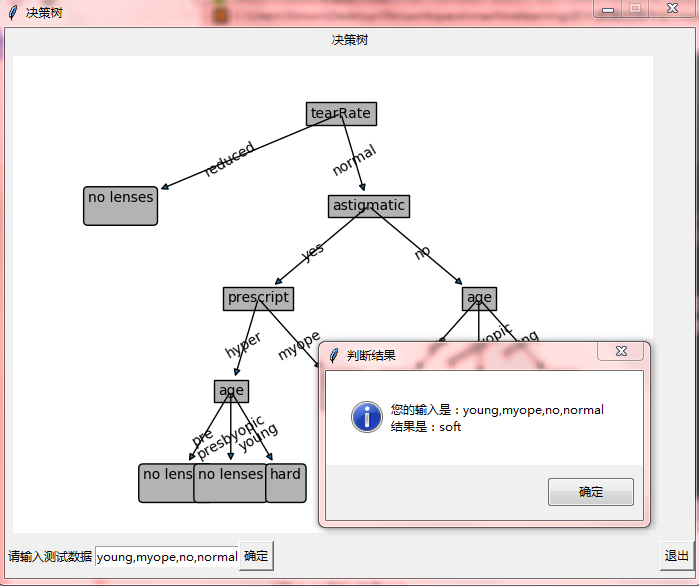 决策树
决策树
tearRate
reduced
normal
no lenses
astigmatic
yes
no
prescript
age
hyper
myope
age
pre
presbyopic
young
no lens
no lenses
hard
判断结果
您的输入是：young,myope,no,normal
结果是：soft
确定
请输入测试数据 young,myope,no,normal 确定
退出